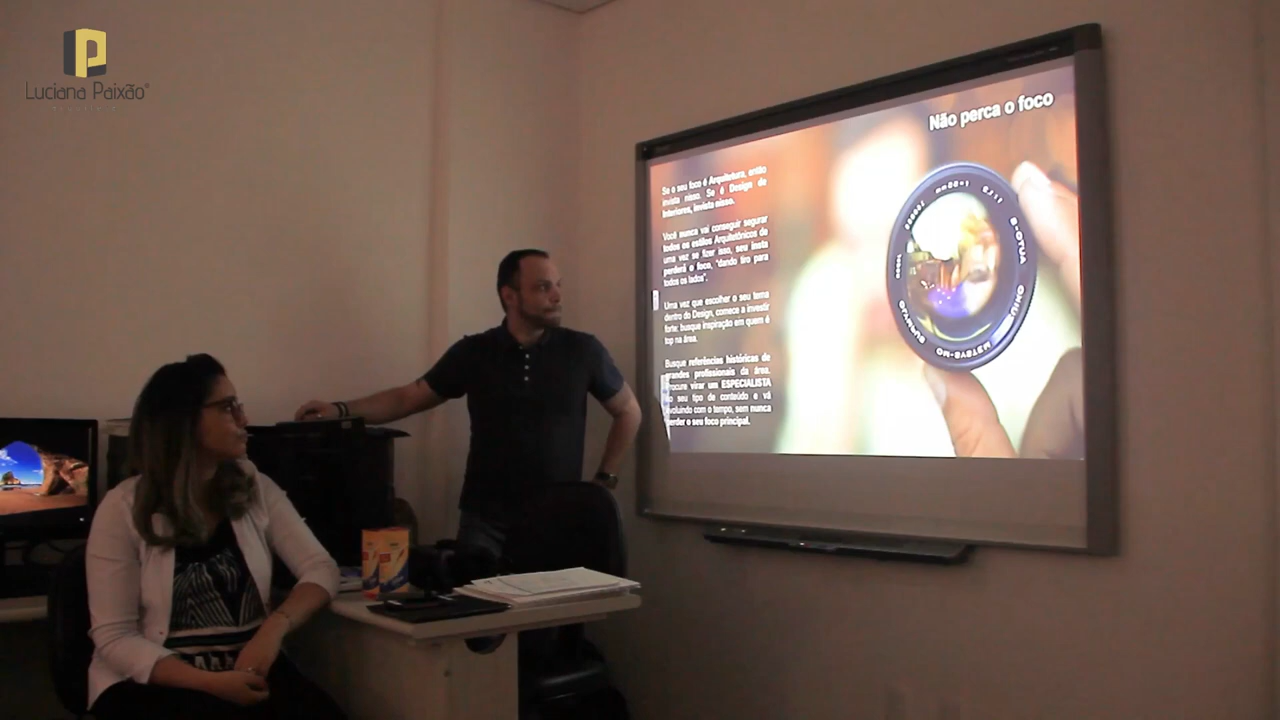 Luciana Paixão®
Não perca o foco
Se o seu foco é Arquitetura, então
invista nisso. Se é Design de
Interiores, invista nisso.
Você nunca vai conseguir segurar
todos os estilos Arquitetônicos de
uma vez se fizer isso, seu insta
perderá o foco, "dando tiro para
todos os lados".
Uma vez que escolher o seu tema
dentro do Design, comece a investir
forte: busque inspiração em quem é
top na área.
Busque referências históricas de
grandes profissionais da área.
rocure virar um ESPECIALISTA
no seu tipo de conteúdo e vá
evoluindo com o tempo, sem nunca
perder o seu foco principal.